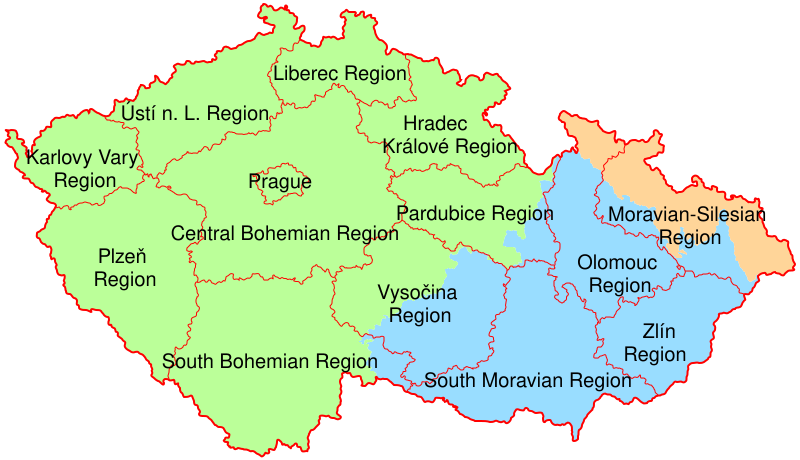 Liberec Region
Ústí n. L. Region
Hradec
Králové Region
Karlovy Vary
Region
Prague
Pardubice Region
Moravian-Silesian
Region
Central Bohemian Region
Plzeň
Region
Olomouc
Region
Vysočina
Region
Zlín
Region
South Bohemian Region
South Moravian Region